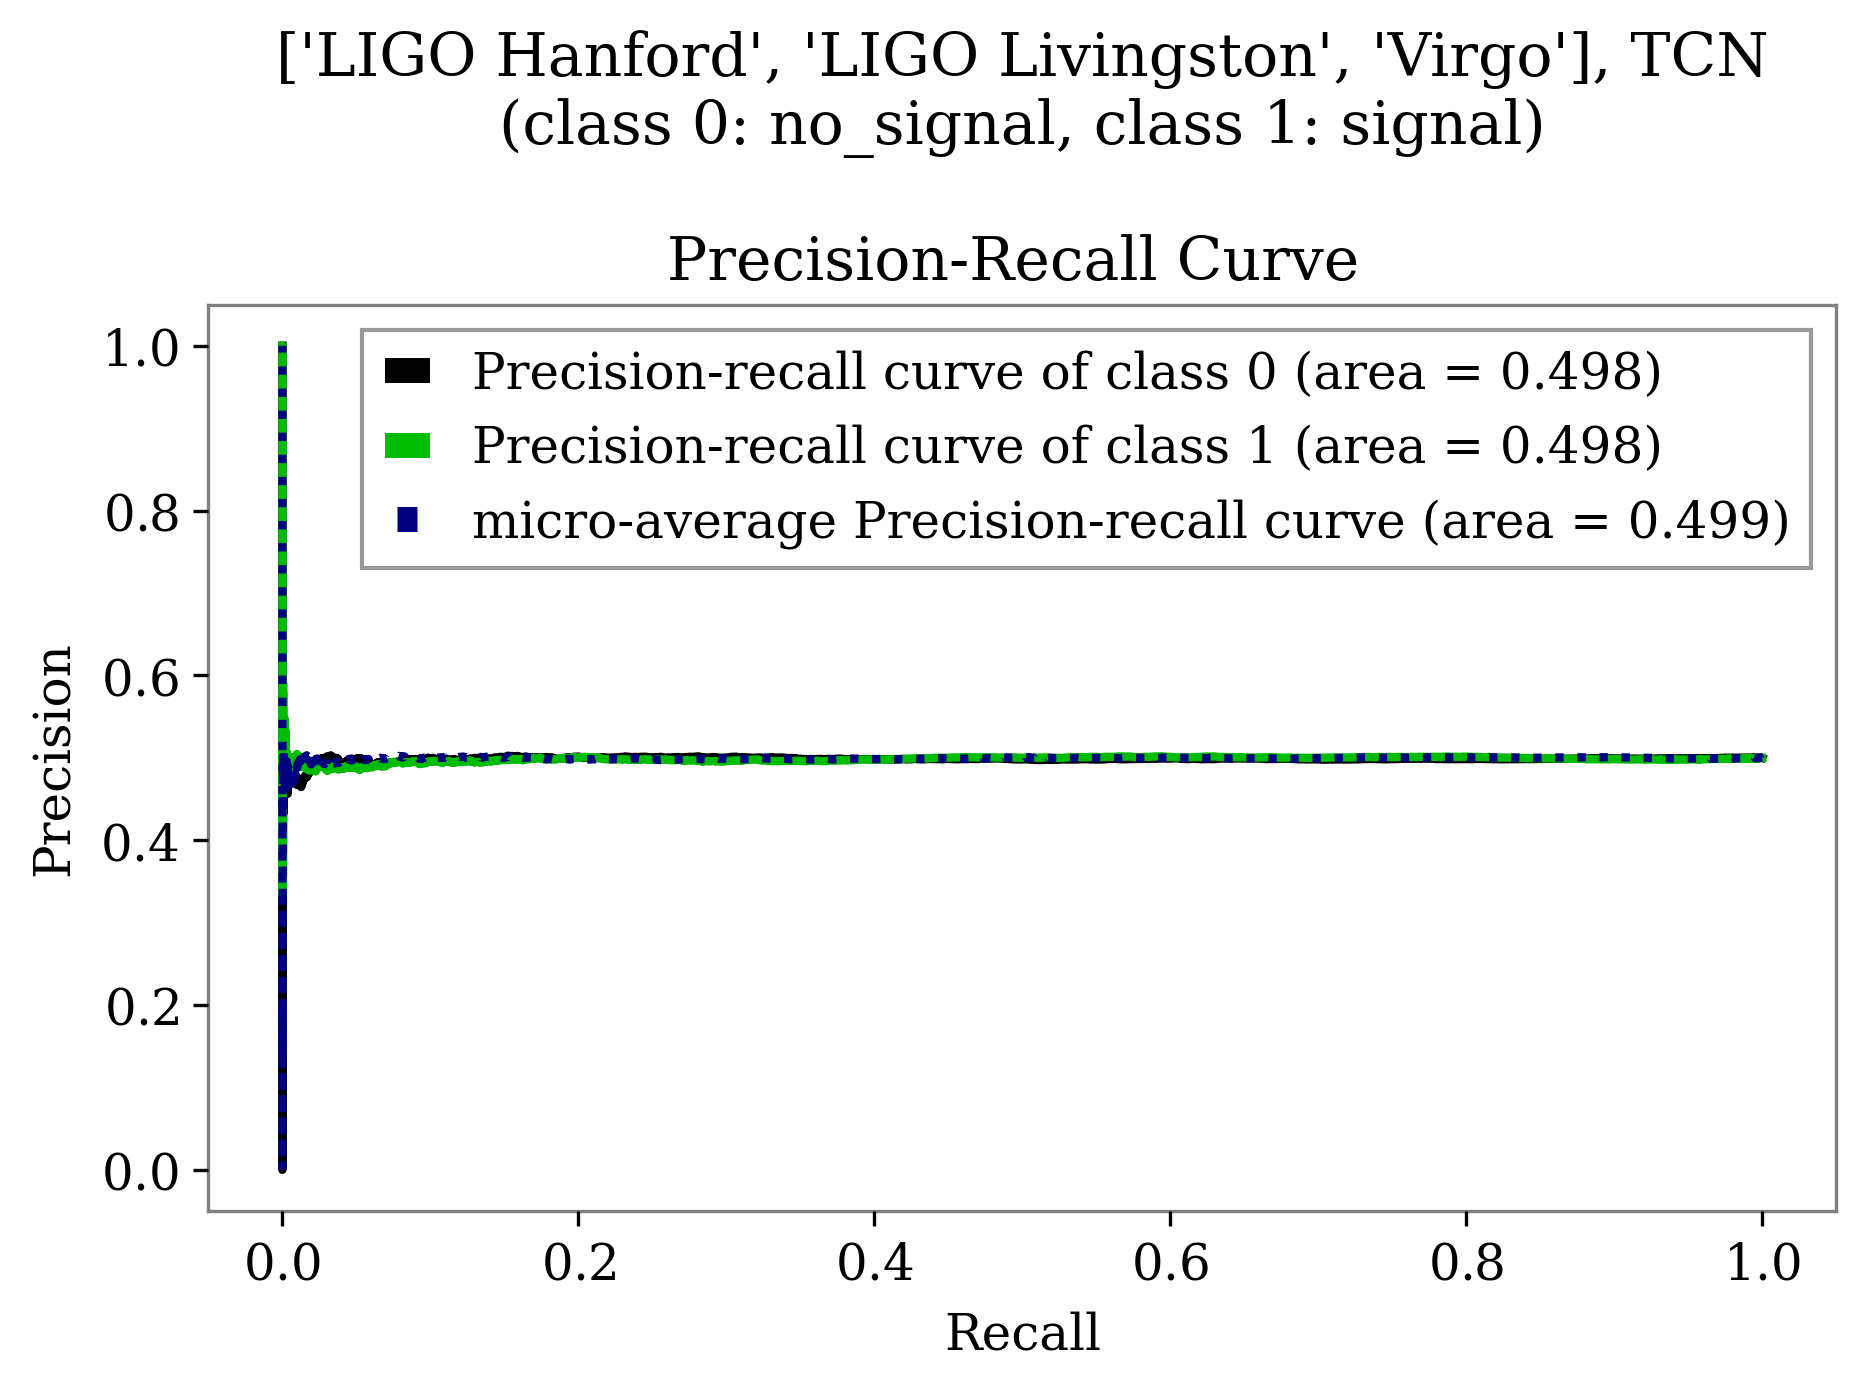 ['LIGO Hanford', 'LIGO Livingston', 'Virgo'], TCN
(class 0: no_signal, class 1: signal)
Precision-Recall Curve
Precision-recall curve of class 0 (area = 0.498)
Precision-recall curve of class 1 (area = 0.498)
micro-average Precision-recall curve (area = 0.499)
Precision
1.0
0.8
0.6
0.4
0.2
0.0
0.0 0.2 0.4 0.6 0.8 1.0
Recall